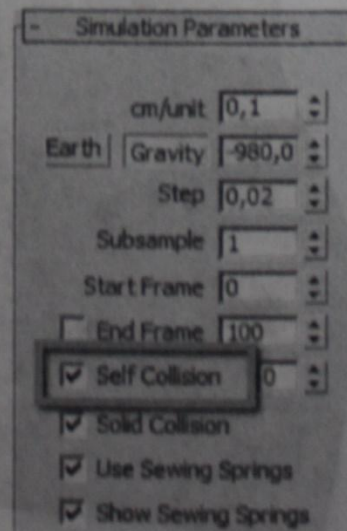 - Simulation Parameters
cm/unit 0,1
Earth Gravity -980,0
Step 0,02
Subsample 1
Start Frame 0
End Frame 100
Self Collision 0
Solid Collision
Use Sewing Springs
Show Sewing Springs